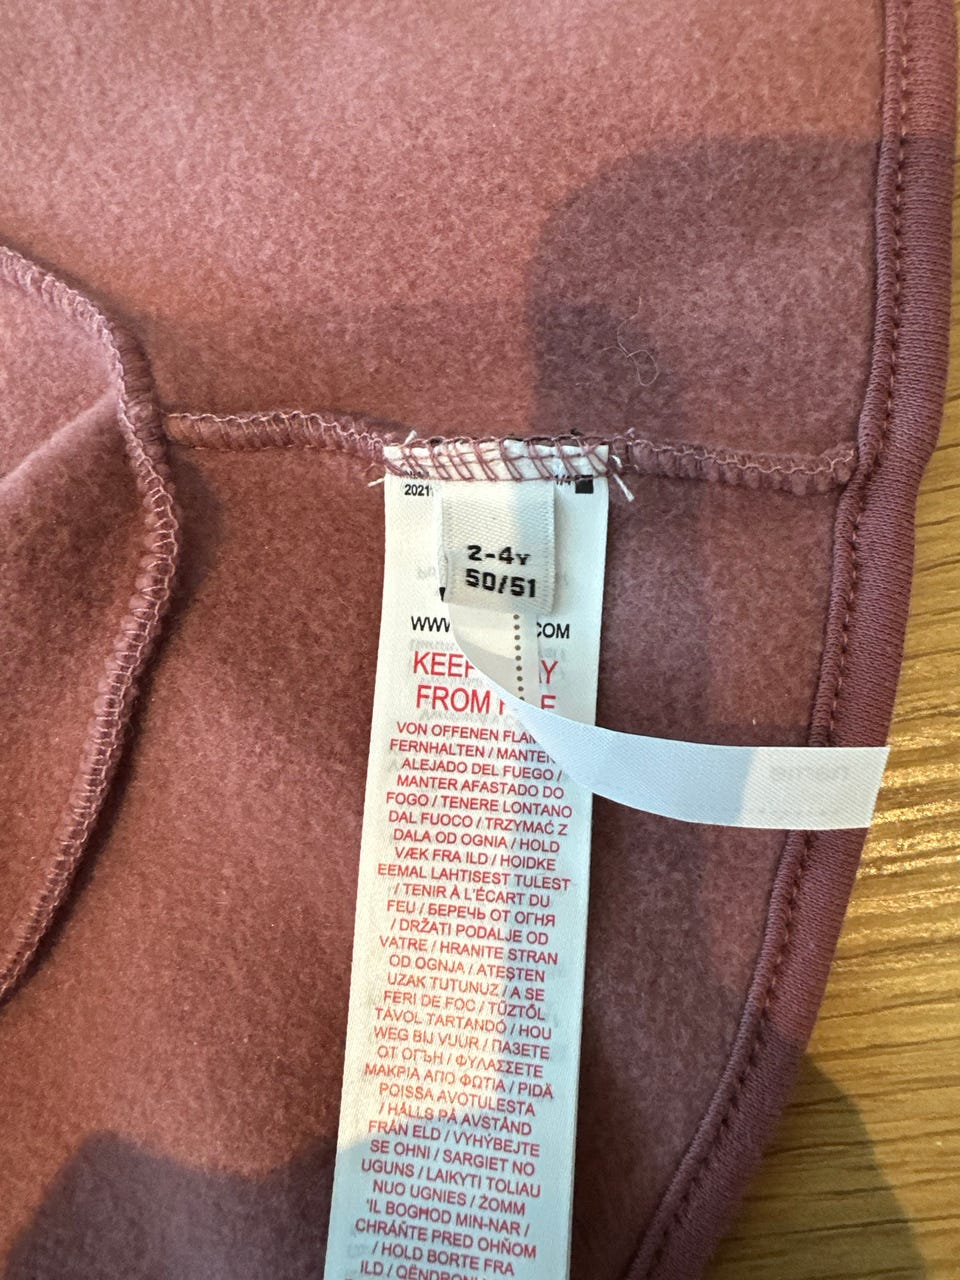 2021
1/4
2-4Y
50/51
COM
KEEP
FROM
VON OFFENEN
FERNHALTEN / MANTEN
ALEJADO DEL FUEGO /
MANTER AFASTADO DO
FOGO / TENERE LONTANO
DAL FUOCO / TRZYMAĆ Z
DALA OD OGNIA / HOLD
VÆK FRA ILD / HOIDKE
EEMAL LAHTISEST TULEST
/ TENIR À L'ÉCART DU
FEU / БЕРЕЧЬ ОТ ОГНЯ
/ DRŽATI PODALJE OD
VATRE / HRANITE STRAN
OD OGNJA / ATEŞTEN
UZAK TUTUNUZ / A SE
FERI DE FOC / TŰZTŐL
TÁVOL TARTANDÓ / HOU
WEG BIJ VUUR / ПАЗЕТЕ
ОТ ОГЪН / ΦΥΛΑΣΣΕΤΕ
ΜΑΚΡΙΑ ΑΠΟ ΦΩΤΙΑ / PIDÄ
POISSA AVOTULESTA
/ HÅLLS PÅ AVSTÅND
FRÅN ELD / VYHÝBEJTE
SE OHNI / SARGIET NO
UGUNS / LAIKYTI TOLIAU
NUO UGNIES / ŻOMM
'IL BOGĦOD MIN-NAR /
CHRÁŇTE PRED OHŇOM
/ HOLD BORTE FRA
ILD /